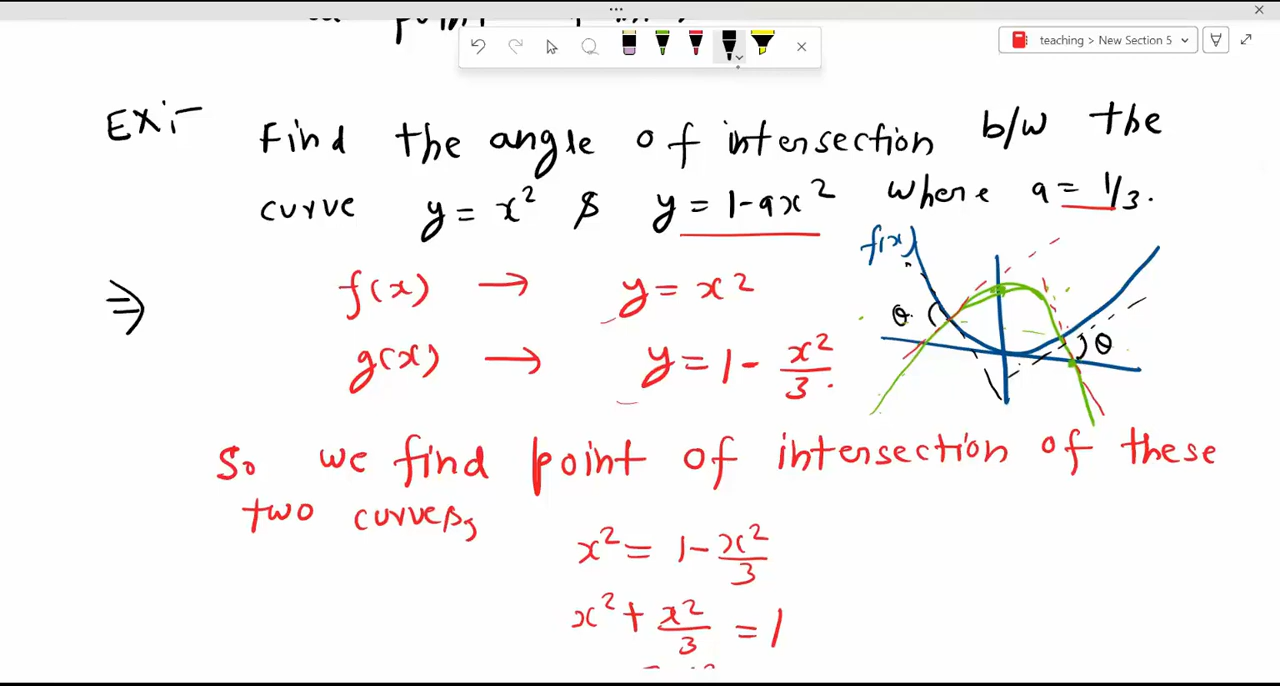 point
teaching > New Section 5
Ex:- Find the angle of intersection b/w the
curve y = x² & y = 1-ax² where a = 1/3.
⇒ f(x) → y = x²
g(x) → y = 1 - x²/3.
f(x)
θ
θ
So we find point of intersection of these
two curves,
x² = 1 - x²/3
x² + x²/3 = 1